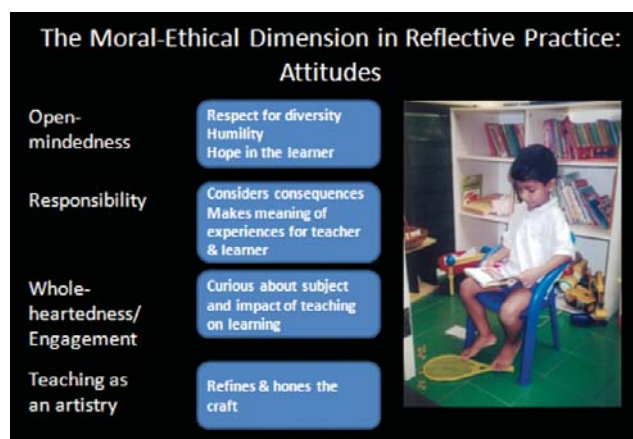 The Moral-Ethical Dimension in Reflective Practice:
Attitudes
Open-
mindedness
Respect for diversity
Humility
Hope in the learner
Responsibility
Considers consequences
Makes meaning of
experiences for teacher
& learner
Whole-
heartedness/
Engagement
Curious about subject
and impact of teaching
on learning
Teaching as
an artistry
Refines & hones the
craft